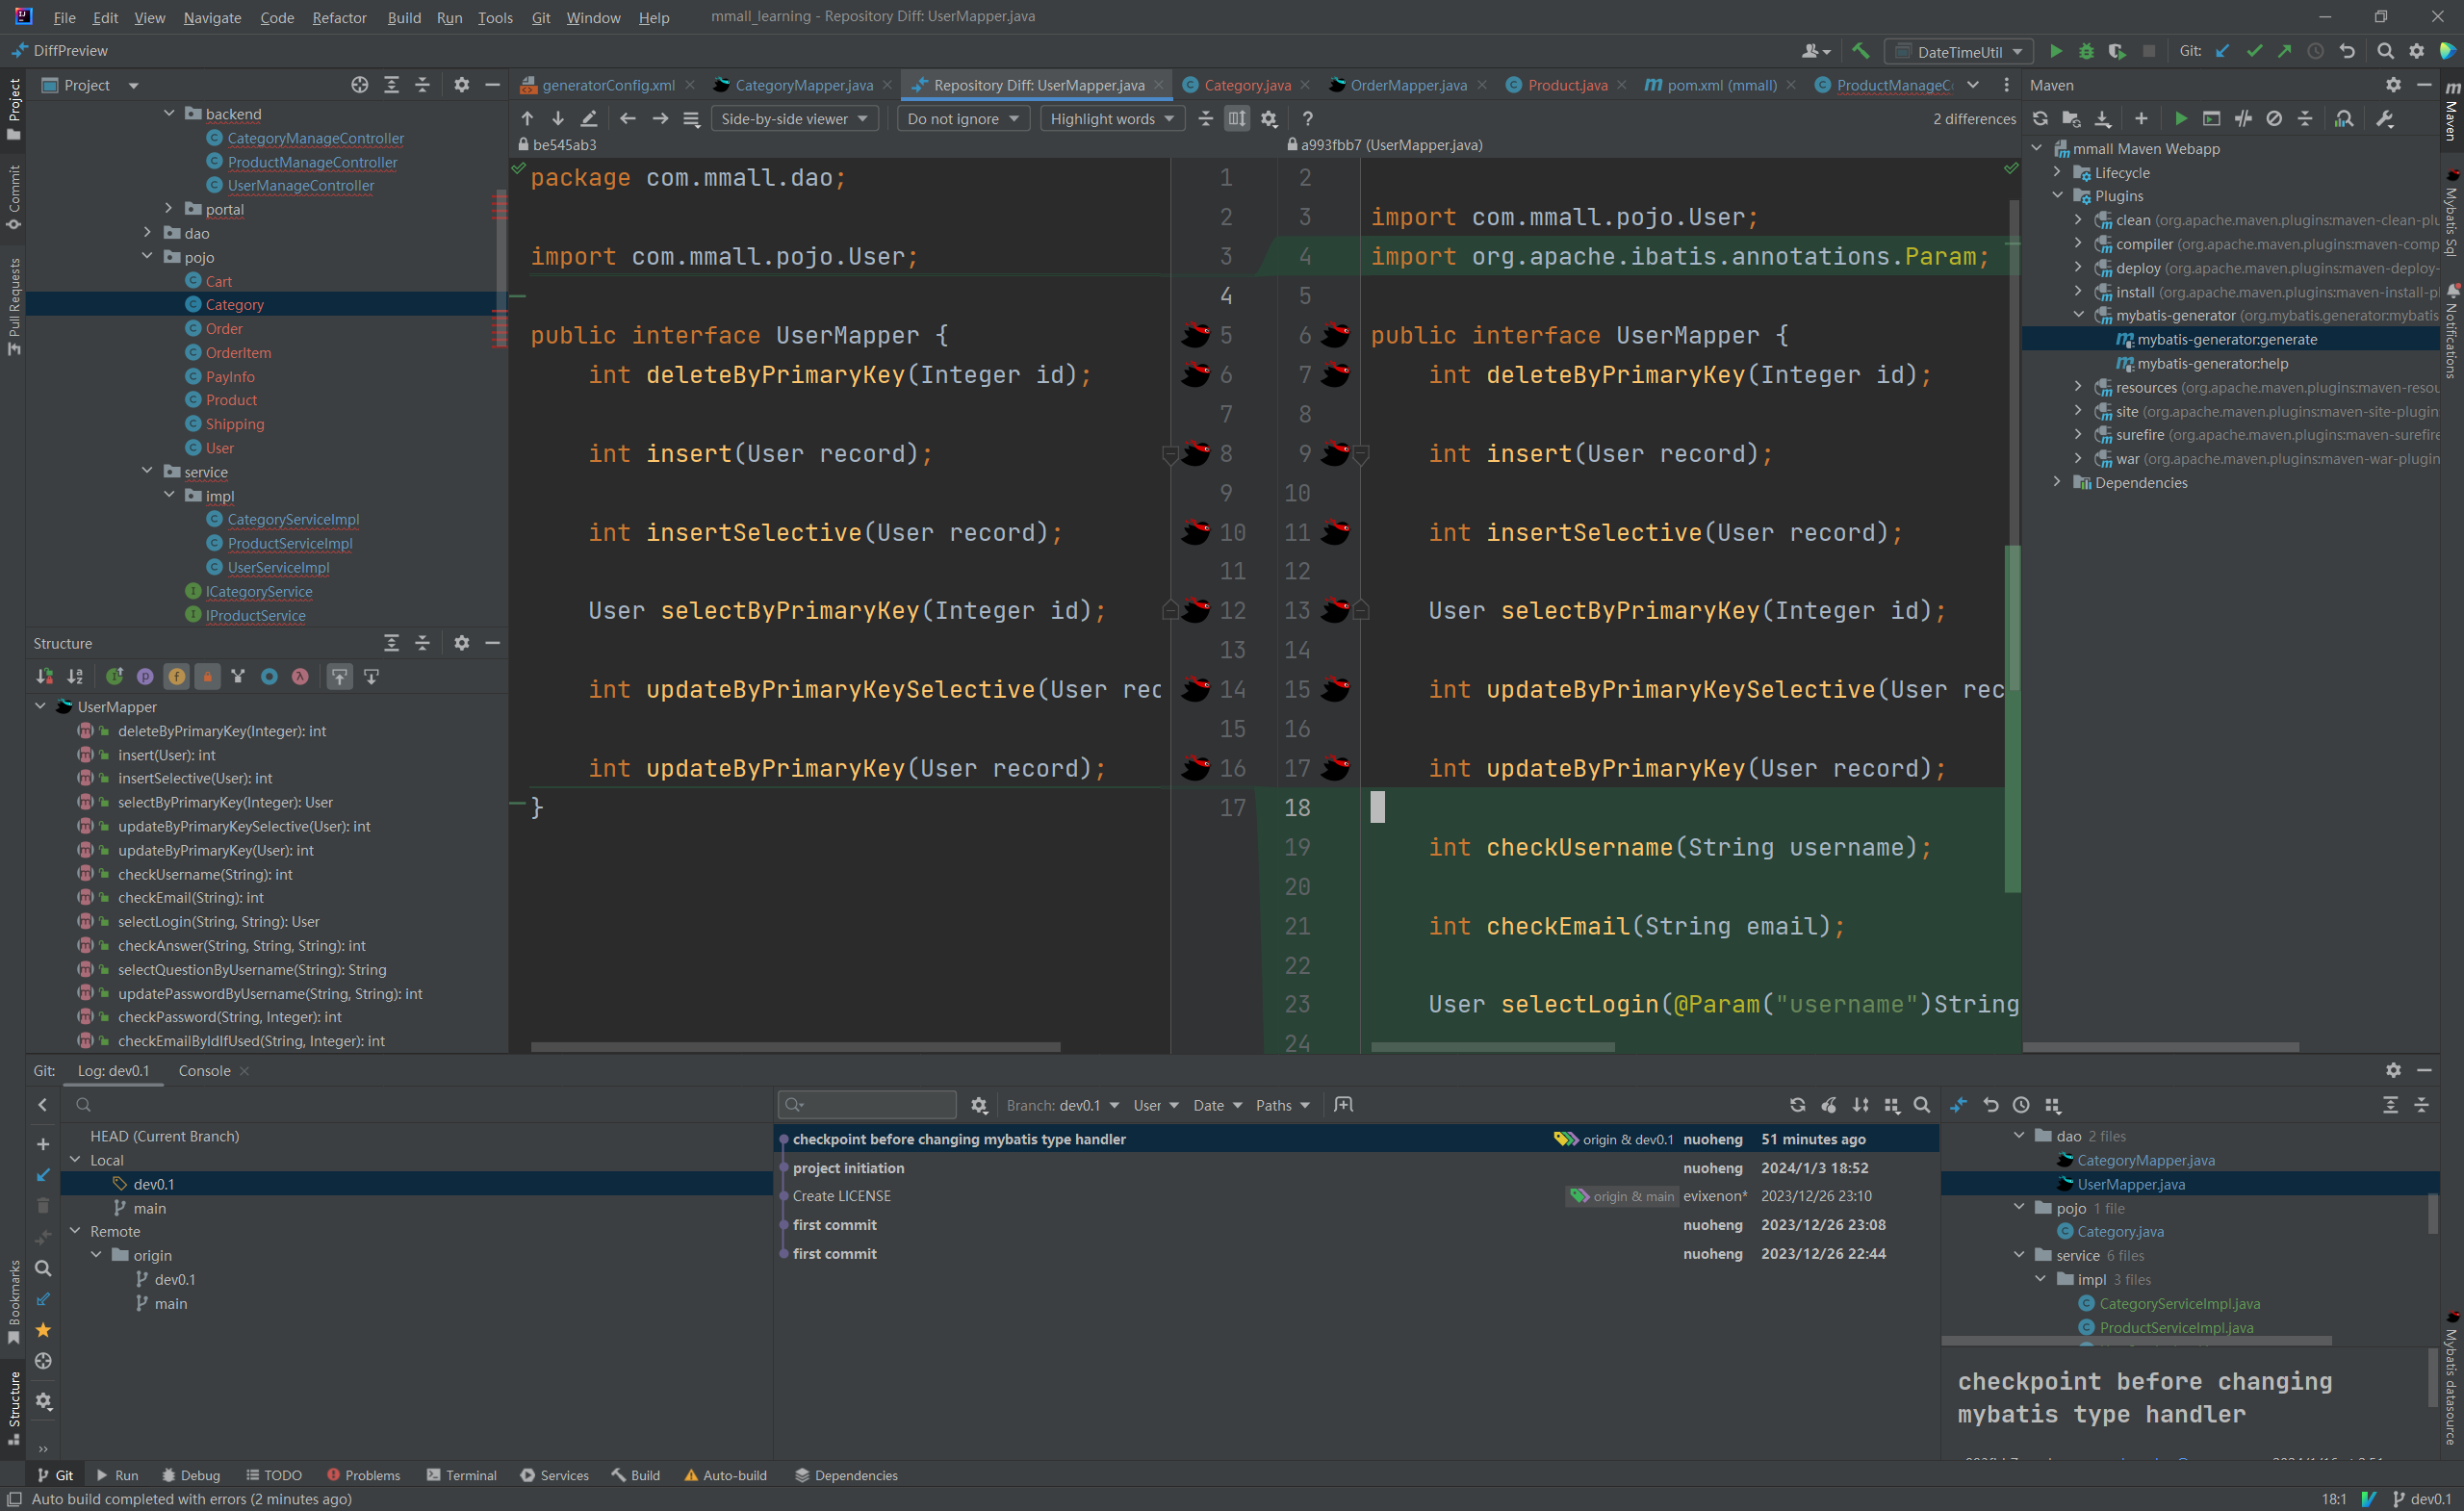 File Edit View Navigate Code Refactor Build Run Tools Git Window Help mmall_learning - Repository Diff: UserMapper.java
DiffPreview DateTimeUtil Git:
Project
generatorConfig.xml CategoryMapper.java Repository Diff: UserMapper.java Category.java OrderMapper.java Product.java pom.xml (mmall) ProductManageC
Maven
Side-by-side viewer Do not ignore Highlight words ? 2 differences
be545ab3 a993fbb7 (UserMapper.java)
Project
Commit
Pull Requests
Bookmarks
Structure
backend
CategoryManageController
ProductManageController
UserManageController
portal
dao
pojo
Cart
Category
Order
OrderItem
PayInfo
Product
Shipping
User
service
impl
CategoryServiceImpl
ProductServiceImpl
UserServiceImpl
ICategoryService
IProductService
Structure
UserMapper
deleteByPrimaryKey(Integer): int
insert(User): int
insertSelective(User): int
selectByPrimaryKey(Integer): User
updateByPrimaryKeySelective(User): int
updateByPrimaryKey(User): int
checkUsername(String): int
checkEmail(String): int
selectLogin(String, String): User
checkAnswer(String, String, String): int
selectQuestionByUsername(String): String
updatePasswordByUsername(String, String): int
checkPassword(String, Integer): int
checkEmailByIdIfUsed(String, Integer): int
package com.mmall.dao; 1
2
import com.mmall.pojo.User; 3
4
public interface UserMapper { 5
int deleteByPrimaryKey(Integer id); 6
7
int insert(User record); 8
9
int insertSelective(User record); 10
11
User selectByPrimaryKey(Integer id); 12
13
int updateByPrimaryKeySelective(User rec 14
15
int updateByPrimaryKey(User record); 16
} 17
2
3 import com.mmall.pojo.User;
4 import org.apache.ibatis.annotations.Param;
5
6 public interface UserMapper {
7 int deleteByPrimaryKey(Integer id);
8
9 int insert(User record);
10
11 int insertSelective(User record);
12
13 User selectByPrimaryKey(Integer id);
14
15 int updateByPrimaryKeySelective(User rec
16
17 int updateByPrimaryKey(User record);
18
19 int checkUsername(String username);
20
21 int checkEmail(String email);
22
23 User selectLogin(@Param("username")String
24
mmall Maven Webapp
Lifecycle
Plugins
clean (org.apache.maven.plugins:maven-clean-plu
compiler (org.apache.maven.plugins:maven-comp
deploy (org.apache.maven.plugins:maven-deploy-
install (org.apache.maven.plugins:maven-install-pl
mybatis-generator (org.mybatis.generator:mybatis
mybatis-generator:generate
mybatis-generator:help
resources (org.apache.maven.plugins:maven-resou
site (org.apache.maven.plugins:maven-site-plugin
surefire (org.apache.maven.plugins:maven-surefire
war (org.apache.maven.plugins:maven-war-plugin
Dependencies
Maven
Mybatis Sql
Notifications
Mybatis datasource
Git: Log: dev0.1 Console
HEAD (Current Branch)
Local
dev0.1
main
Remote
origin
dev0.1
main
Branch: dev0.1 User Date Paths
checkpoint before changing mybatis type handler origin & dev0.1 nuoheng 51 minutes ago
project initiation nuoheng 2024/1/3 18:52
Create LICENSE origin & main evixenon* 2023/12/26 23:10
first commit nuoheng 2023/12/26 23:08
first commit nuoheng 2023/12/26 22:44
dao 2 files
CategoryMapper.java
UserMapper.java
pojo 1 file
Category.java
service 6 files
impl 3 files
CategoryServiceImpl.java
ProductServiceImpl.java
checkpoint before changing
mybatis type handler
Git Run Debug TODO Problems Terminal Services Build Auto-build Dependencies
Auto build completed with errors (2 minutes ago) 18:1 dev0.1